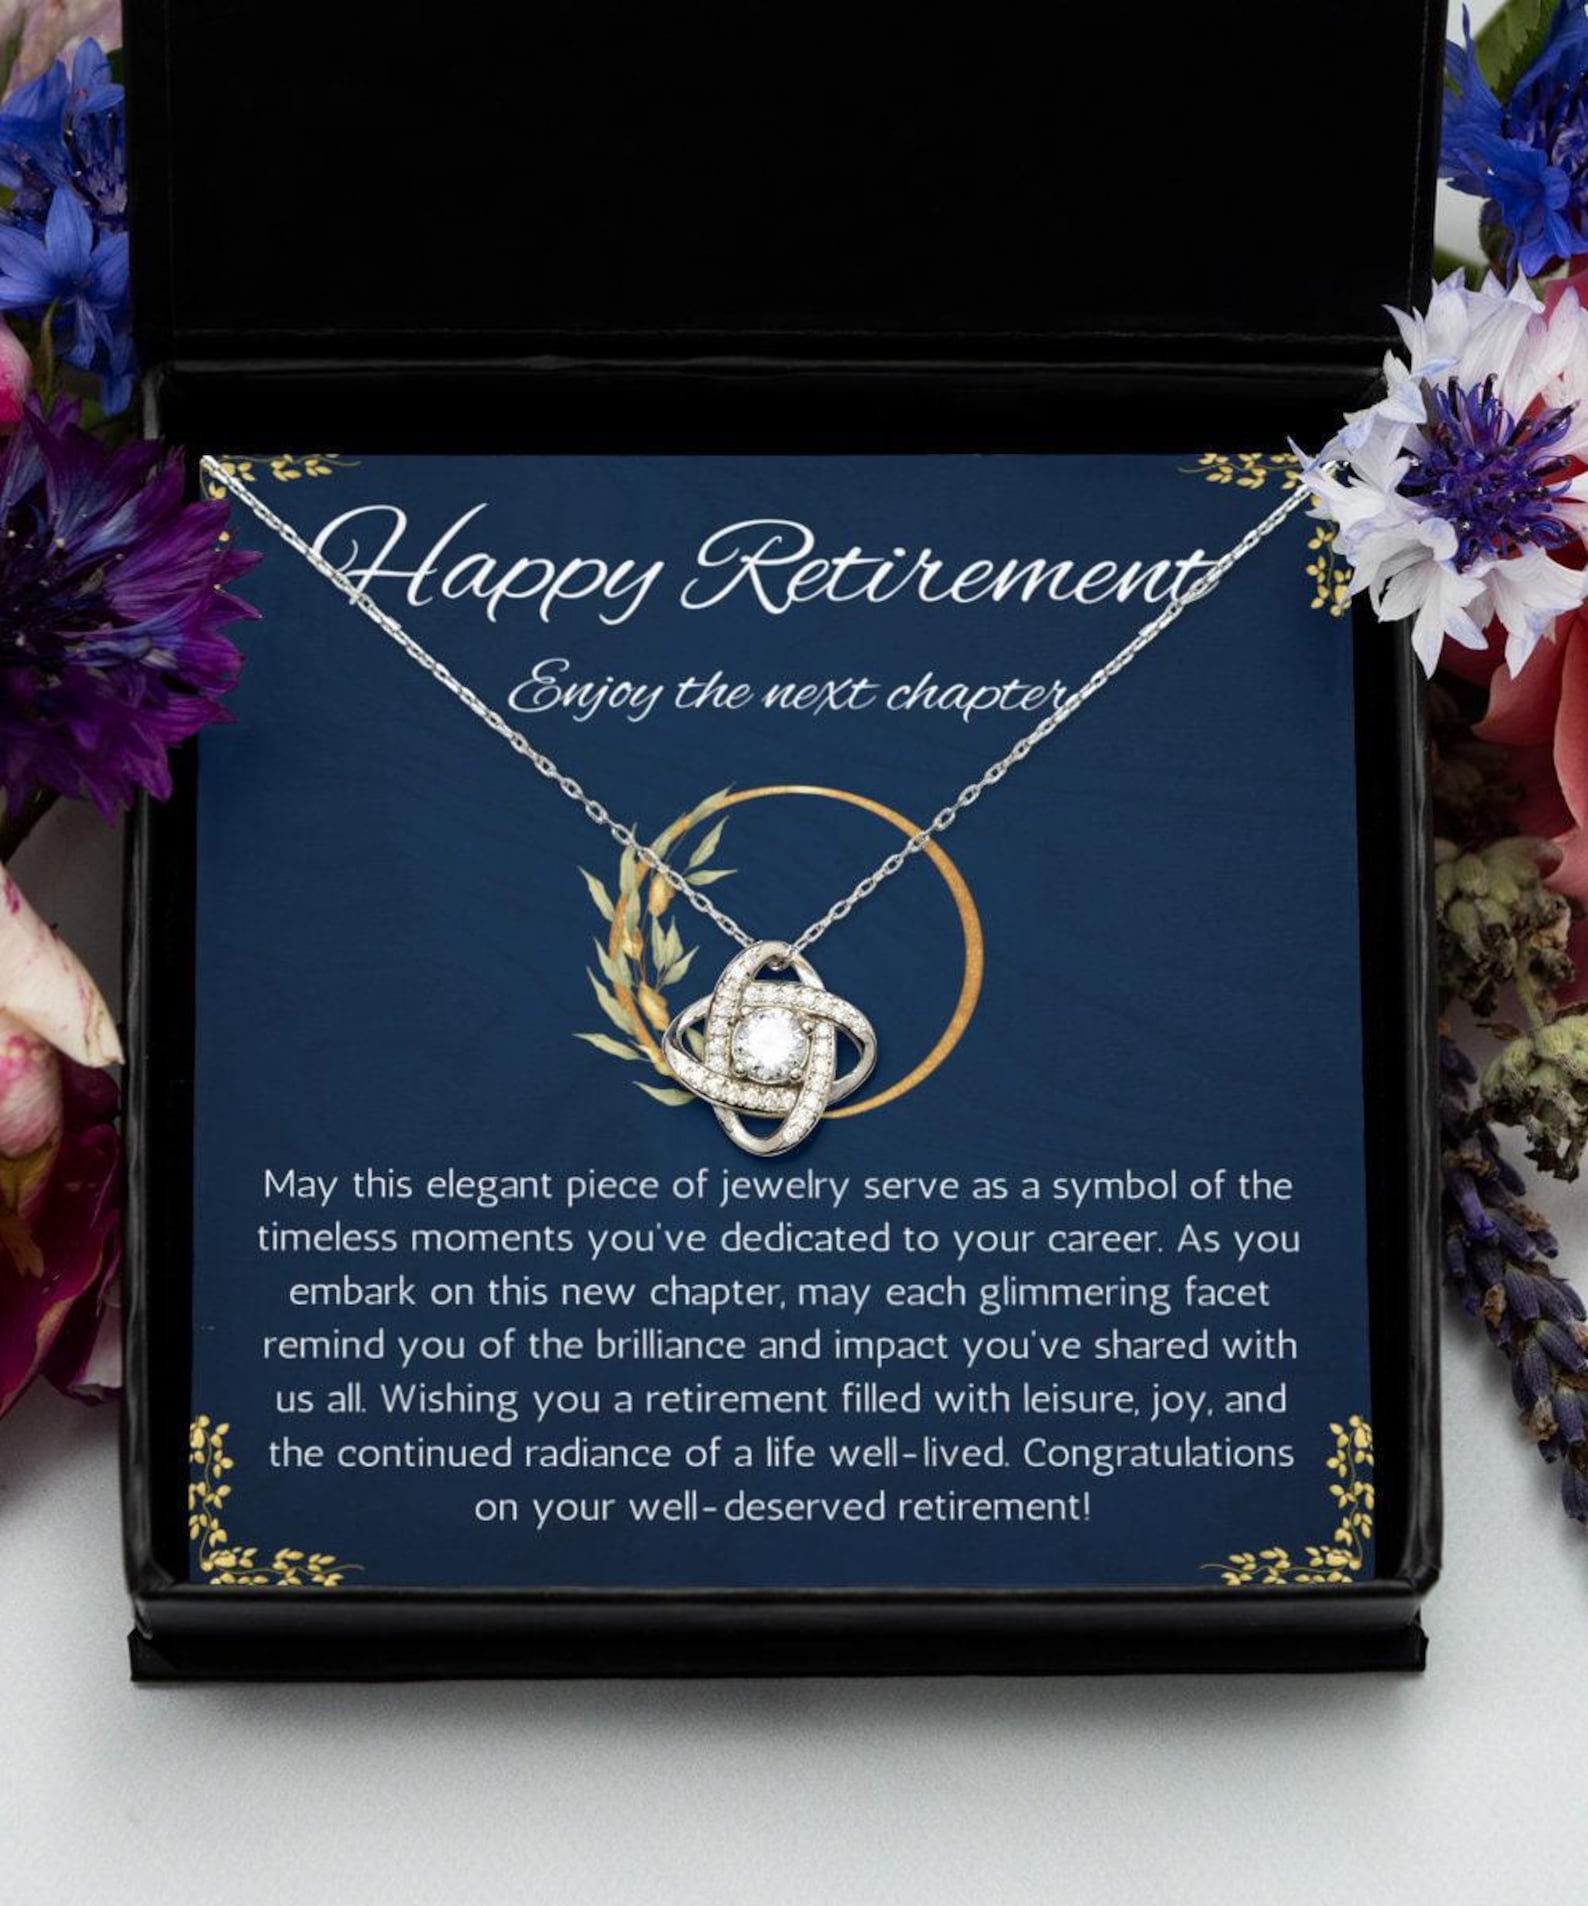 Happy Retirement
Enjoy the next chapter
May this elegant piece of jewelry serve as a symbol of the
timeless moments you've dedicated to your career. As you
embark on this new chapter, may each glimmering facet
remind you of the brilliance and impact you've shared with
us all. Wishing you a retirement filled with leisure, joy, and
the continued radiance of a life well-lived. Congratulations
on your well-deserved retirement!